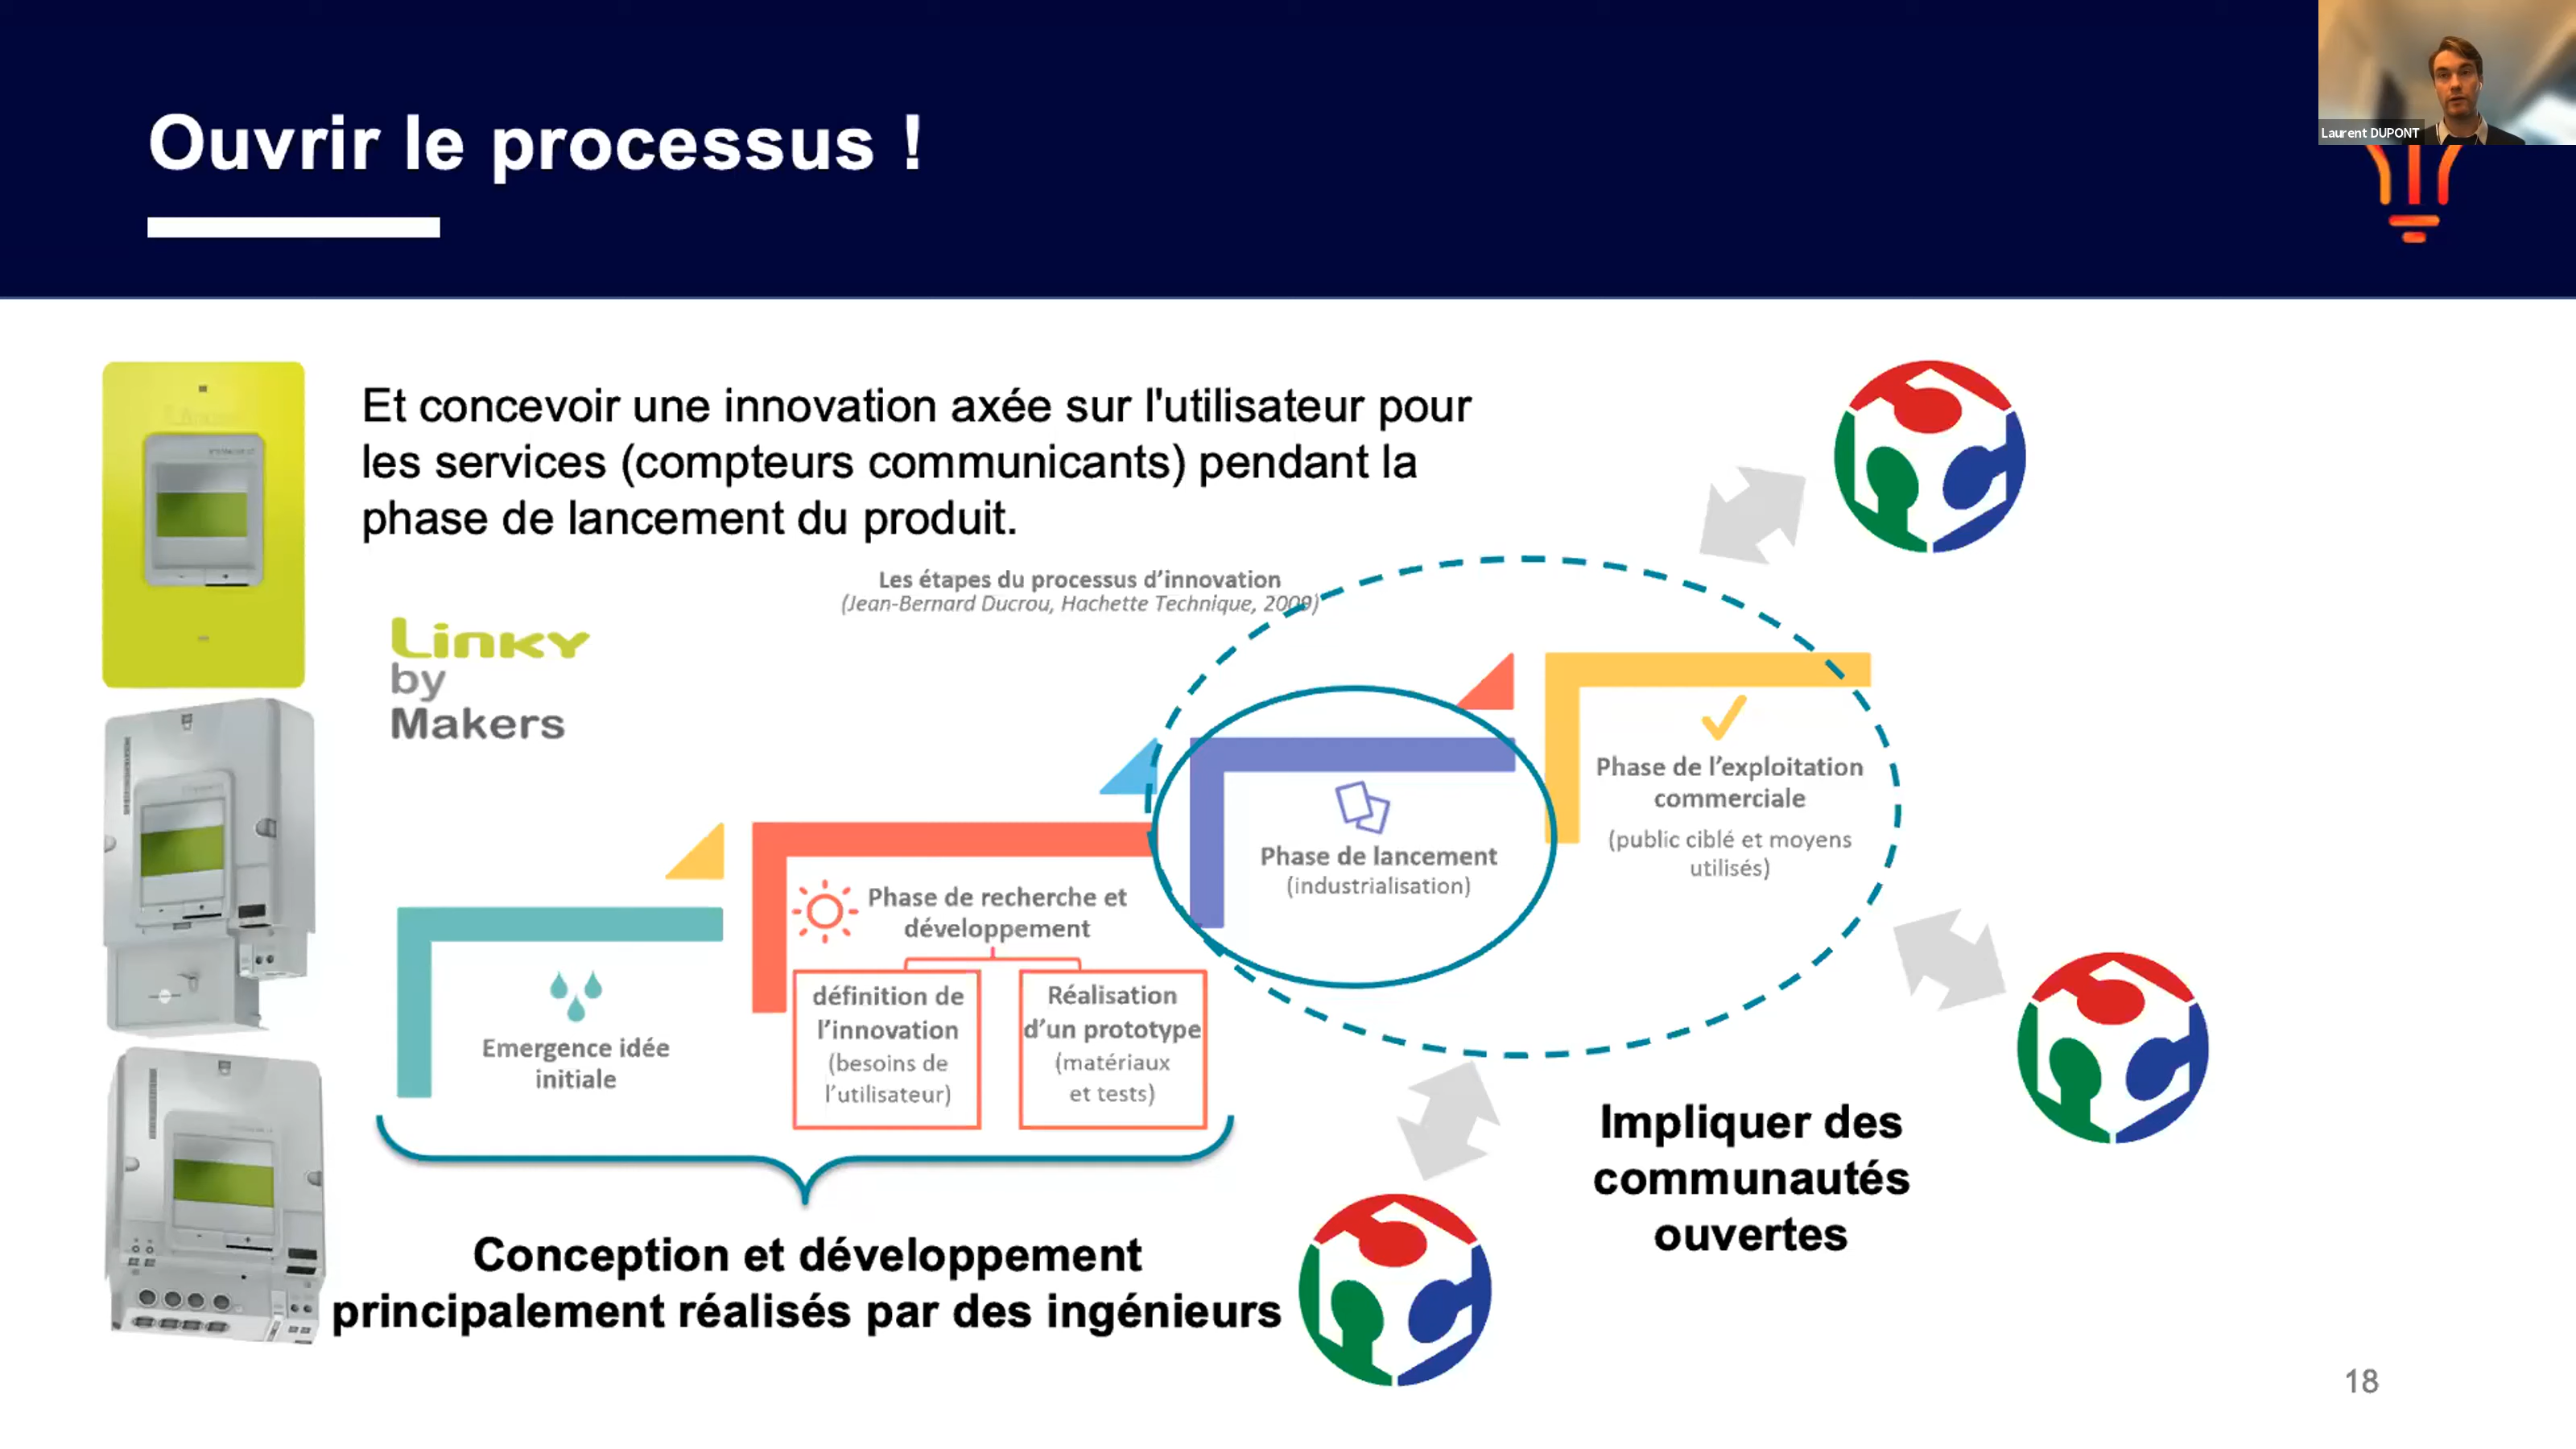 Laurent DUPONT
Ouvrir le processus !
Et concevoir une innovation axée sur l'utilisateur pour
les services (compteurs communicants) pendant la
phase de lancement du produit.
Les étapes du processus d'innovation
(Jean-Bernard Ducrou, Hachette Technique, 2009)
Linky
by
Makers
Emergence idée
initiale
Phase de recherche et
développement
définition de
l'innovation
(besoins de
l'utilisateur)
Réalisation
d'un prototype
(matériaux
et tests)
Phase de lancement
(industrialisation)
Phase de l'exploitation
commerciale
(public ciblé et moyens
utilisés)
Conception et développement
principalement réalisés par des ingénieurs
Impliquer des
communautés
ouvertes
18